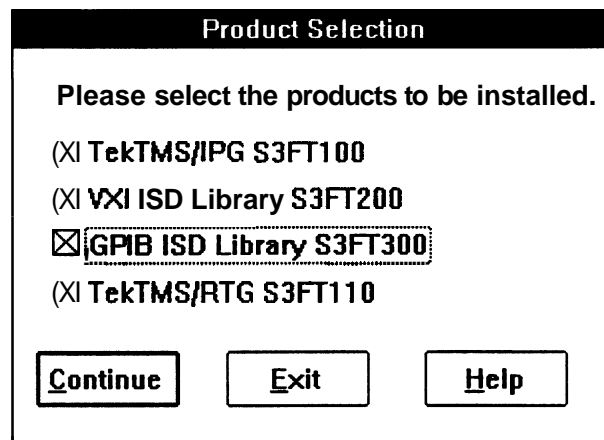 Product Selection
Please select the products to be installed.
(XI TekTMS/IPG S3FT100
(XI VXI ISD Library S3FT200
GPIB ISD Library S3FT300
(XI TekTMS/RTG S3FT110
Continue Exit Help